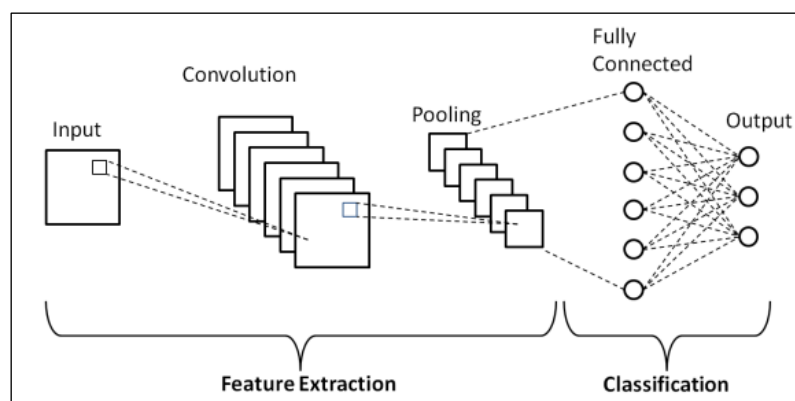 Input
Convolution
Pooling
Fully
Connected
Output
Feature Extraction
Classification